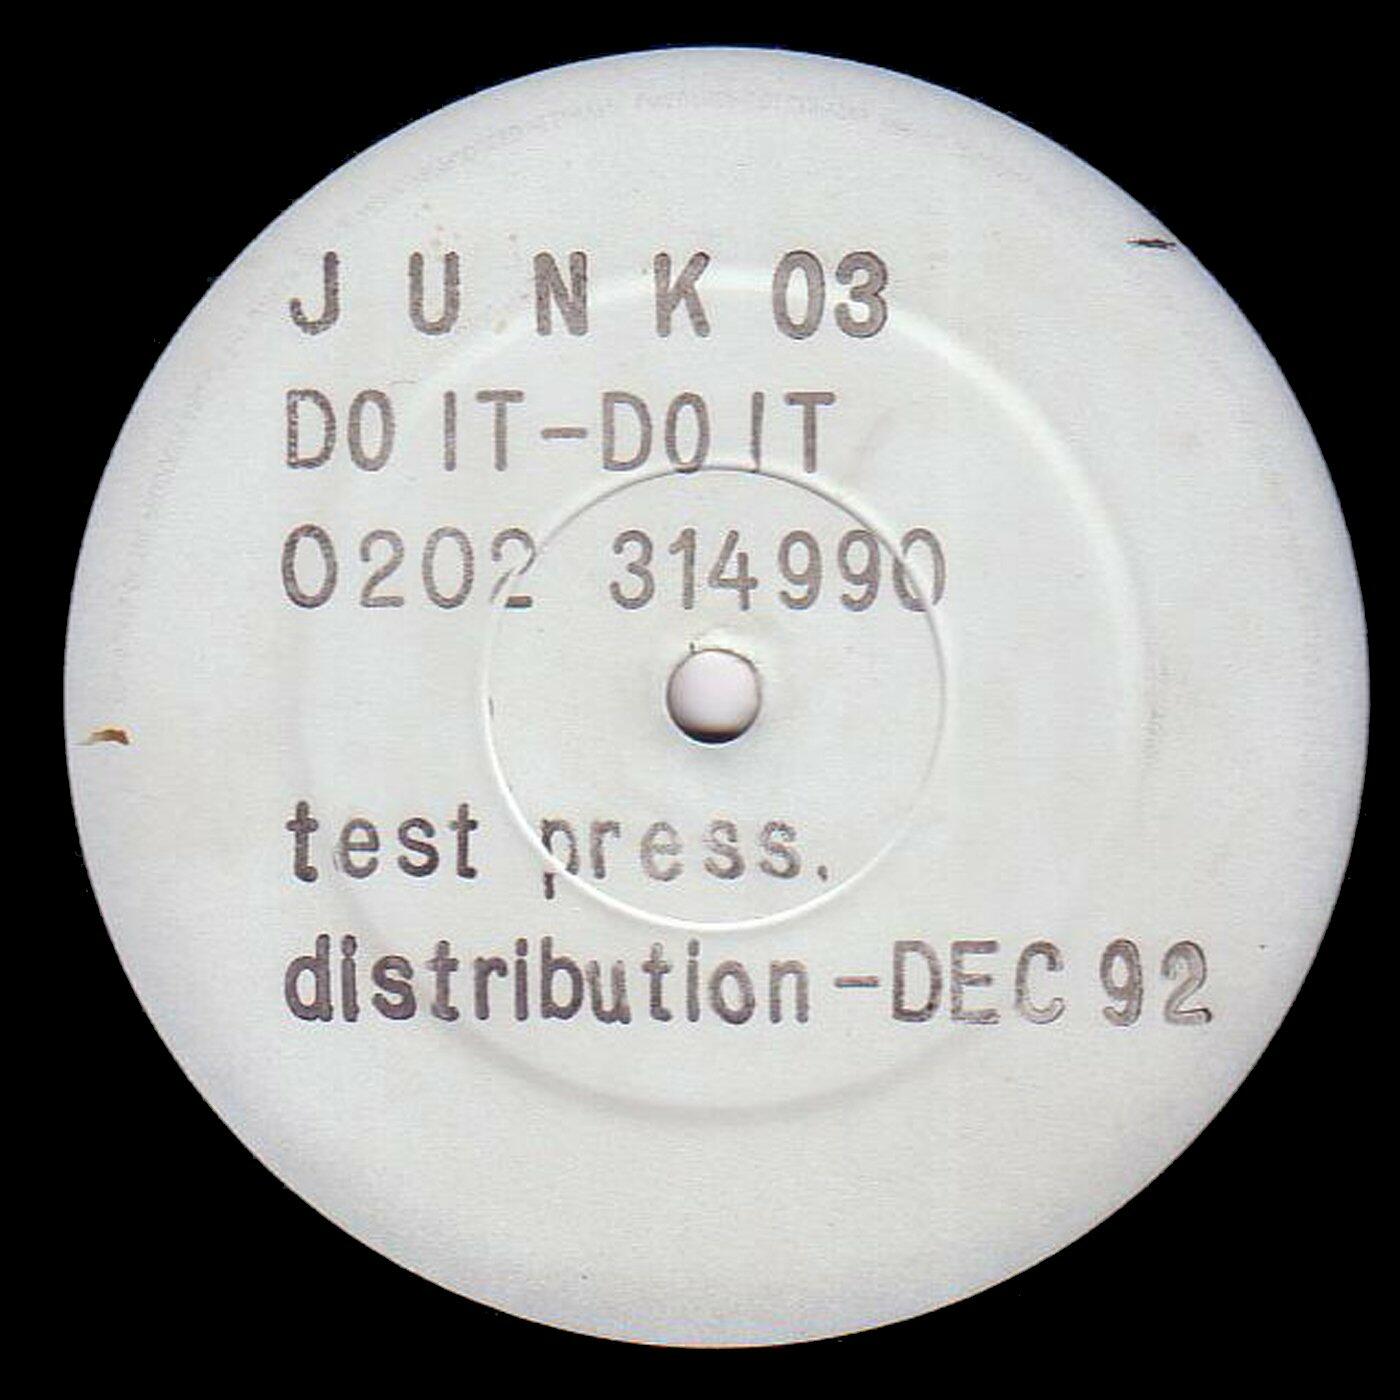 J U N K 03
DO IT-DO IT
0202 314990
test press.
distribution-DEC 92